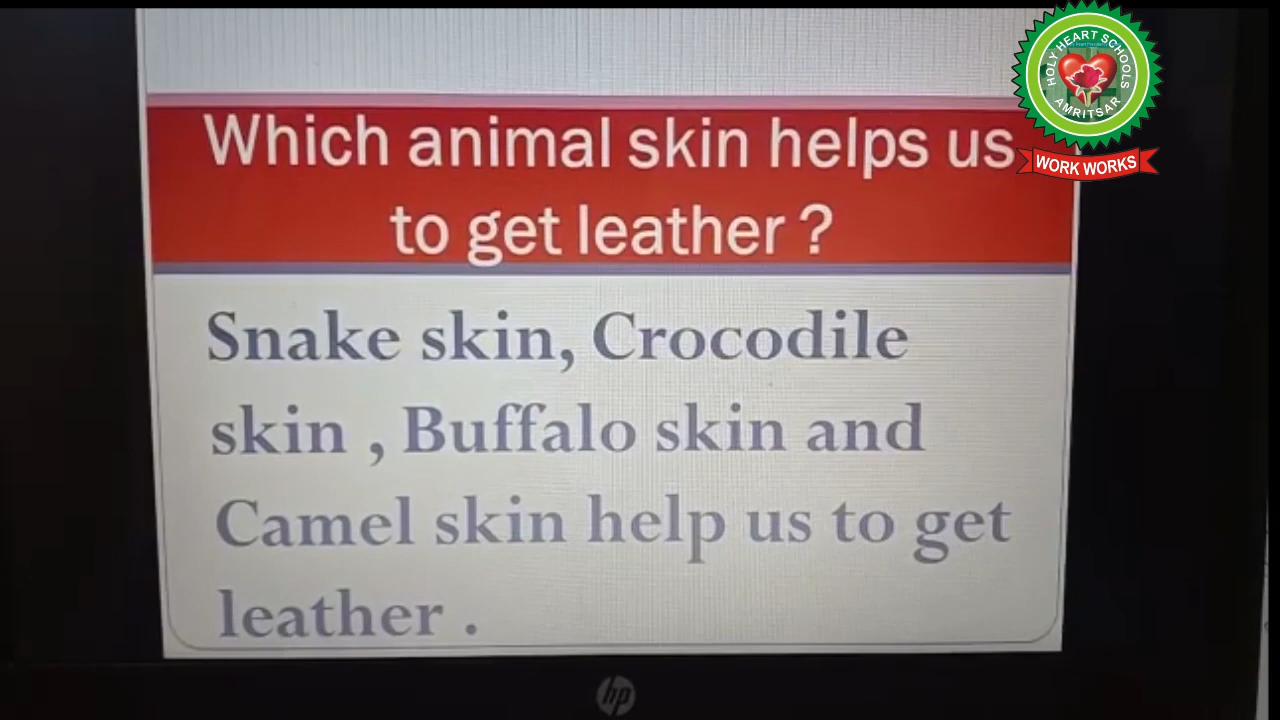 Which animal skin helps us
to get leather ?
Snake skin, Crocodile
skin , Buffalo skin and
Camel skin help us to get
leather .
HOLY HEART SCHOOLS
AMRITSAR
WORK WORKS
hp